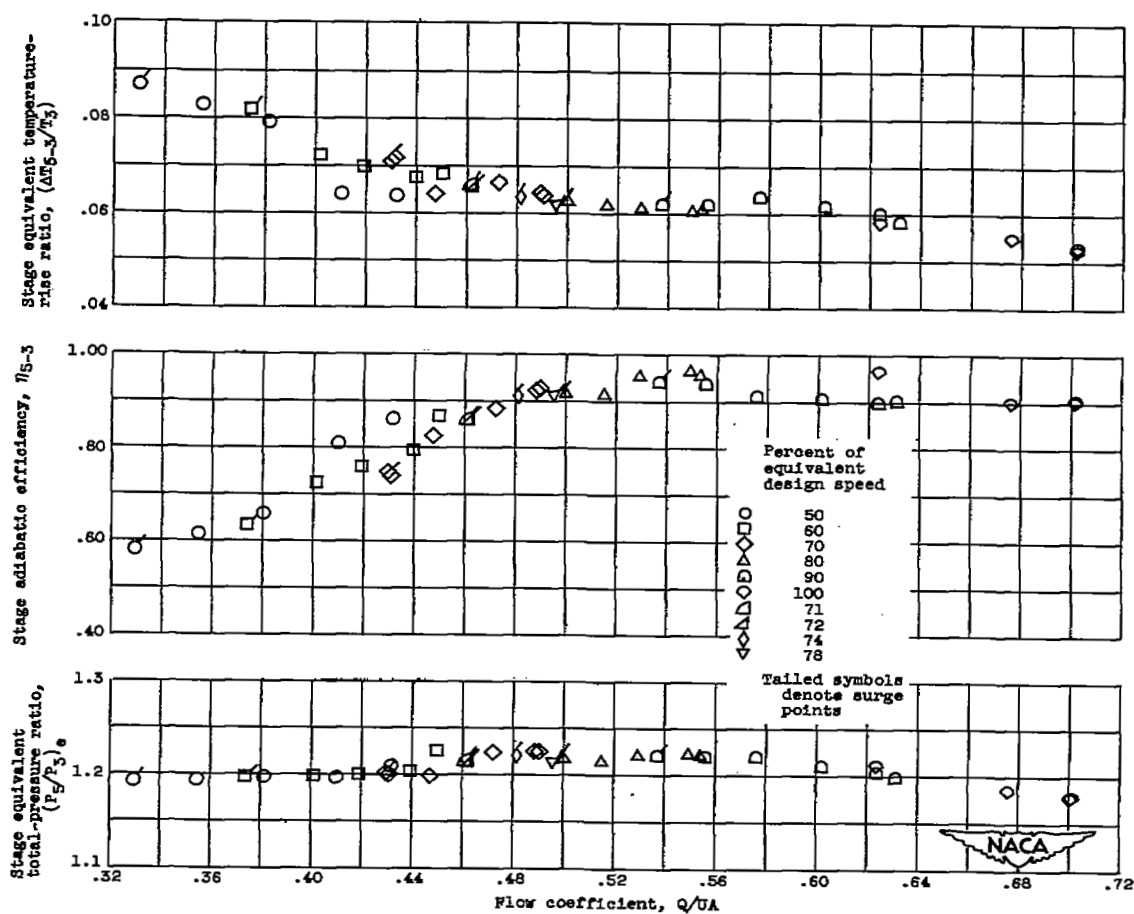 Stage equivalent temperature-
rise ratio, (ΔT5-3/T3)
.10
.08
.06
.04
Stage adiabatic efficiency, η5-3
1.00
.80
.60
.40
Percent of
equivalent
design speed
50
60
70
80
90
100
71
72
74
78
Tailed symbols
denote surge
points
Stage equivalent
total-pressure ratio,
(P5/P3)e
1.3
1.2
1.1
NACA
.32 .36 .40 .44 .48 .52 .56 .60 .64 .68 .72
Flow coefficient, Q/UA